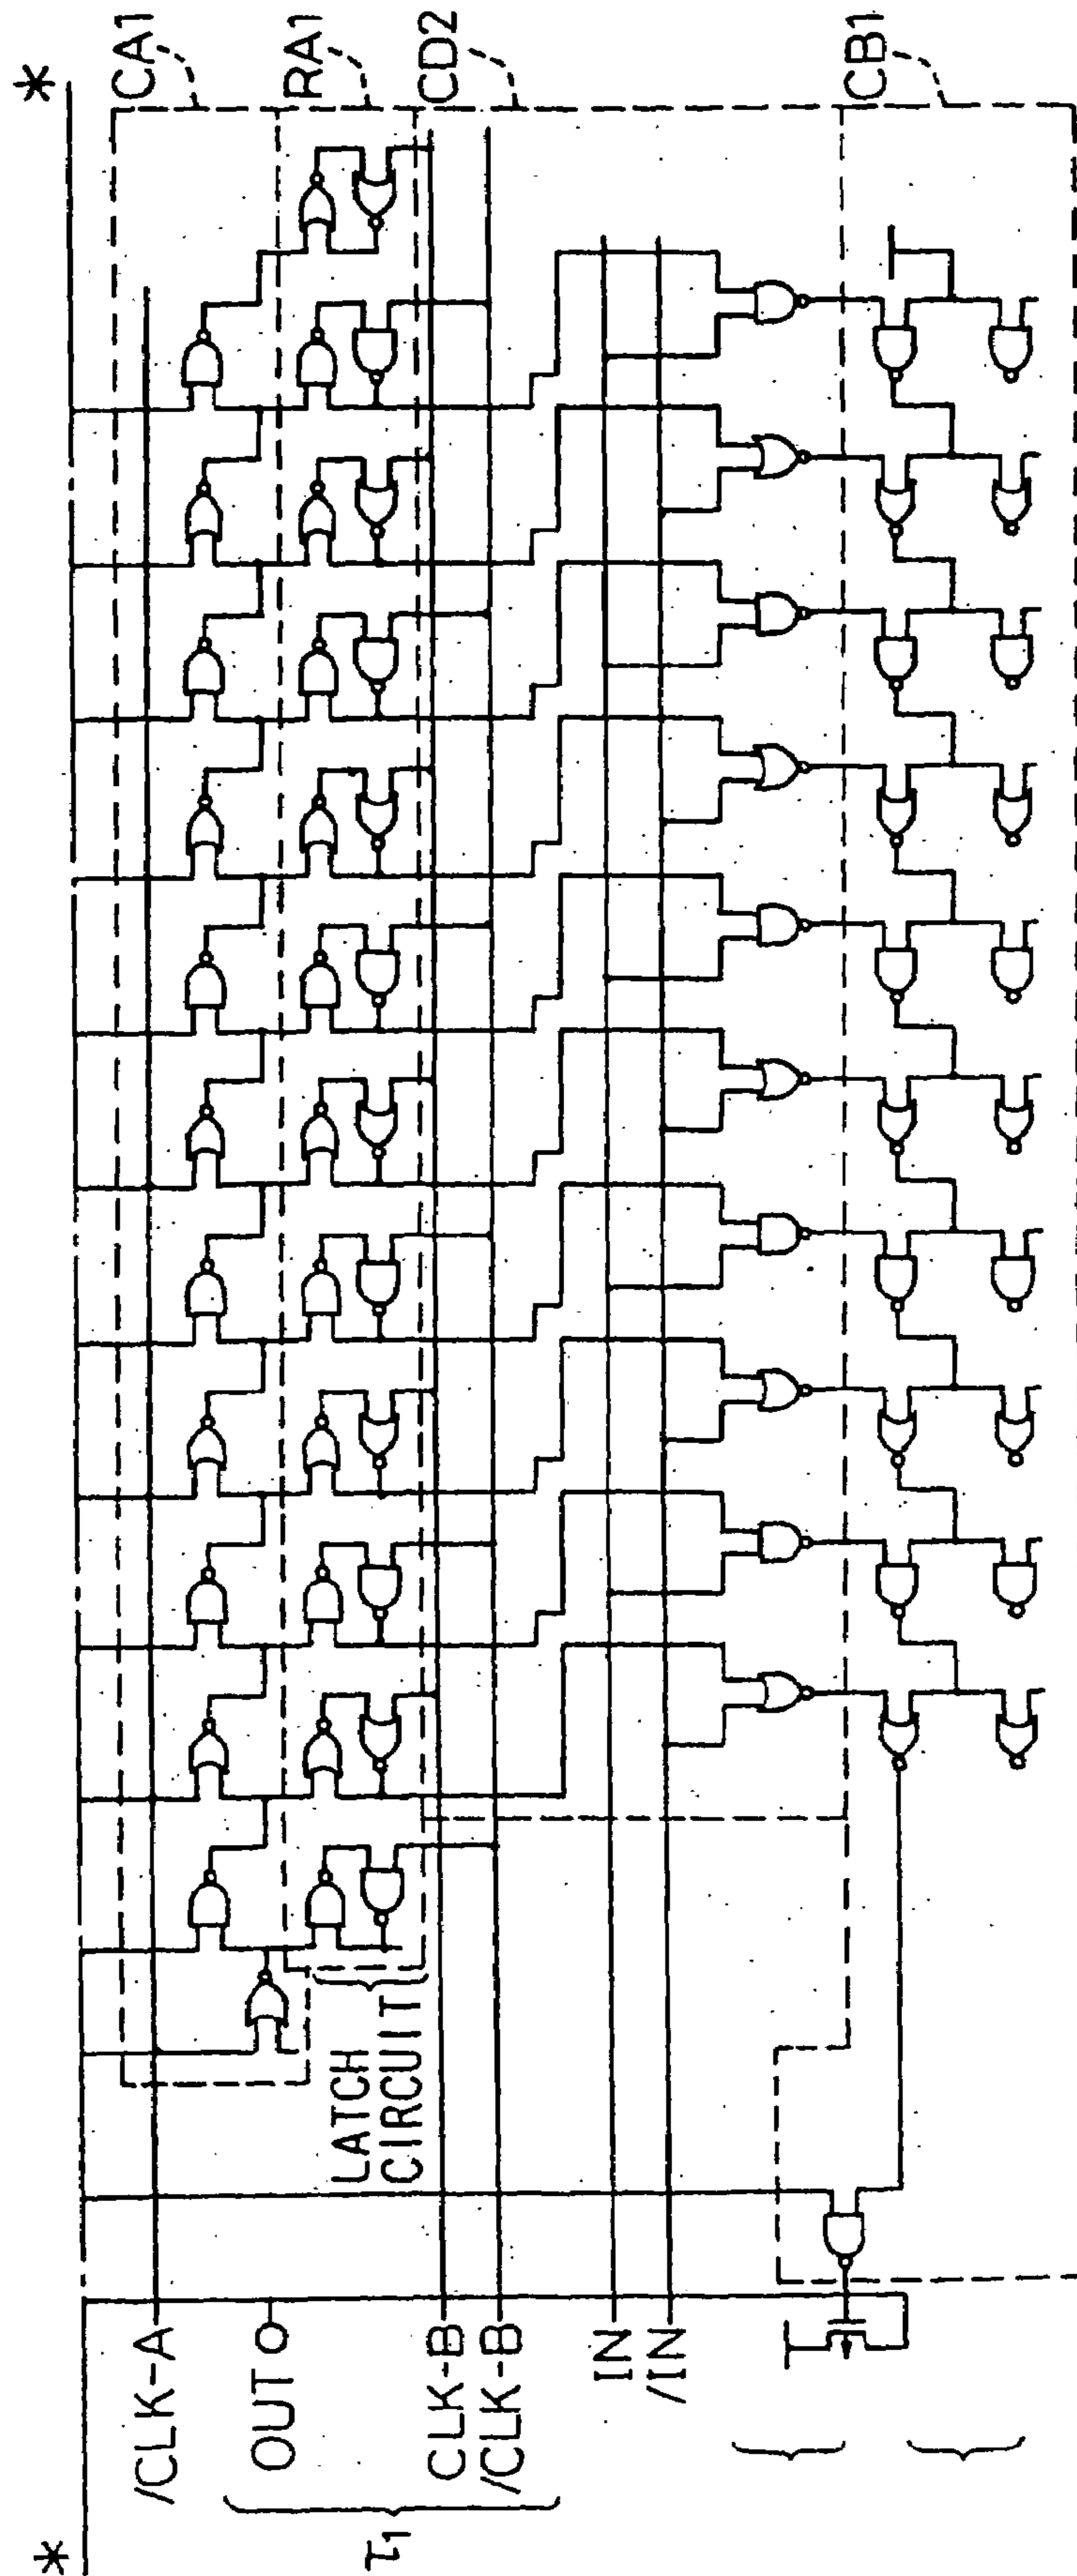 *
*
CA1
RA1
CD2
CB1
/CLK-A
OUT
LATCH
CIRCUIT
CLK-B
/CLK-B
τ1
IN
/IN